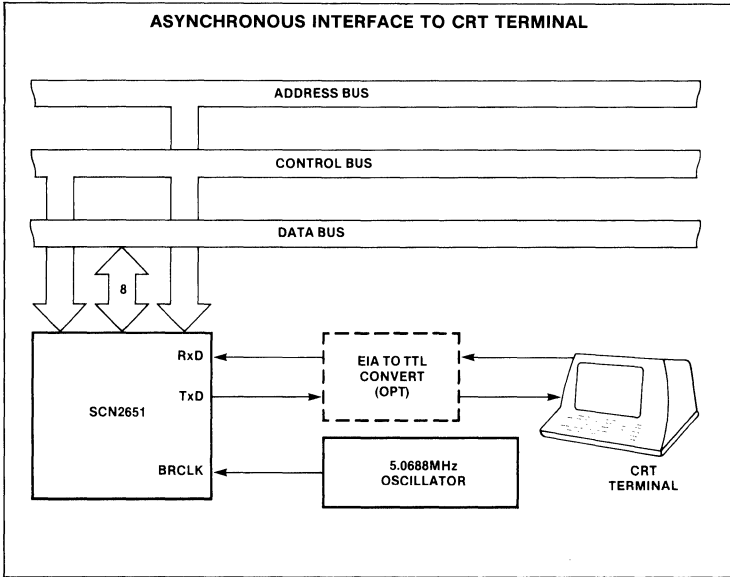 ASYNCHRONOUS INTERFACE TO CRT TERMINAL
ADDRESS BUS
CONTROL BUS
DATA BUS
8
RxD
TxD
SCN2651
BRCLK
EIA TO TTL
CONVERT
(OPT)
5.0688MHz
OSCILLATOR
CRT
TERMINAL